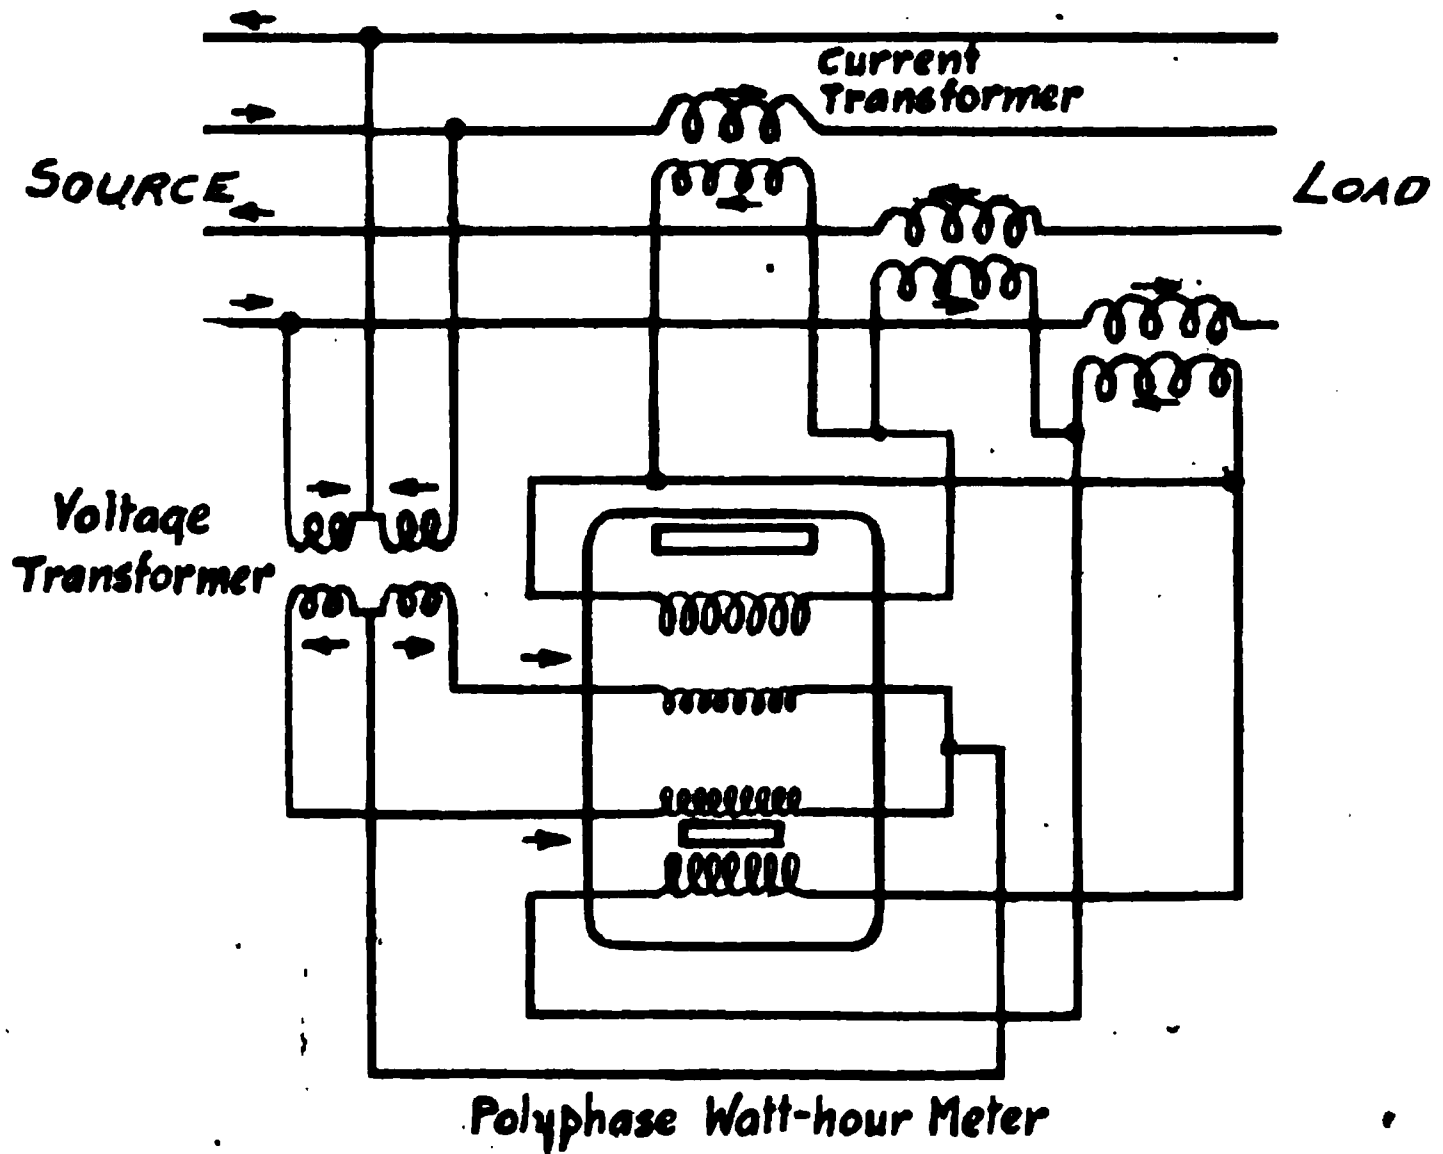 Current
Transformer
SOURCE
LOAD
Voltage
Transformer
Polyphase Watt-hour Meter